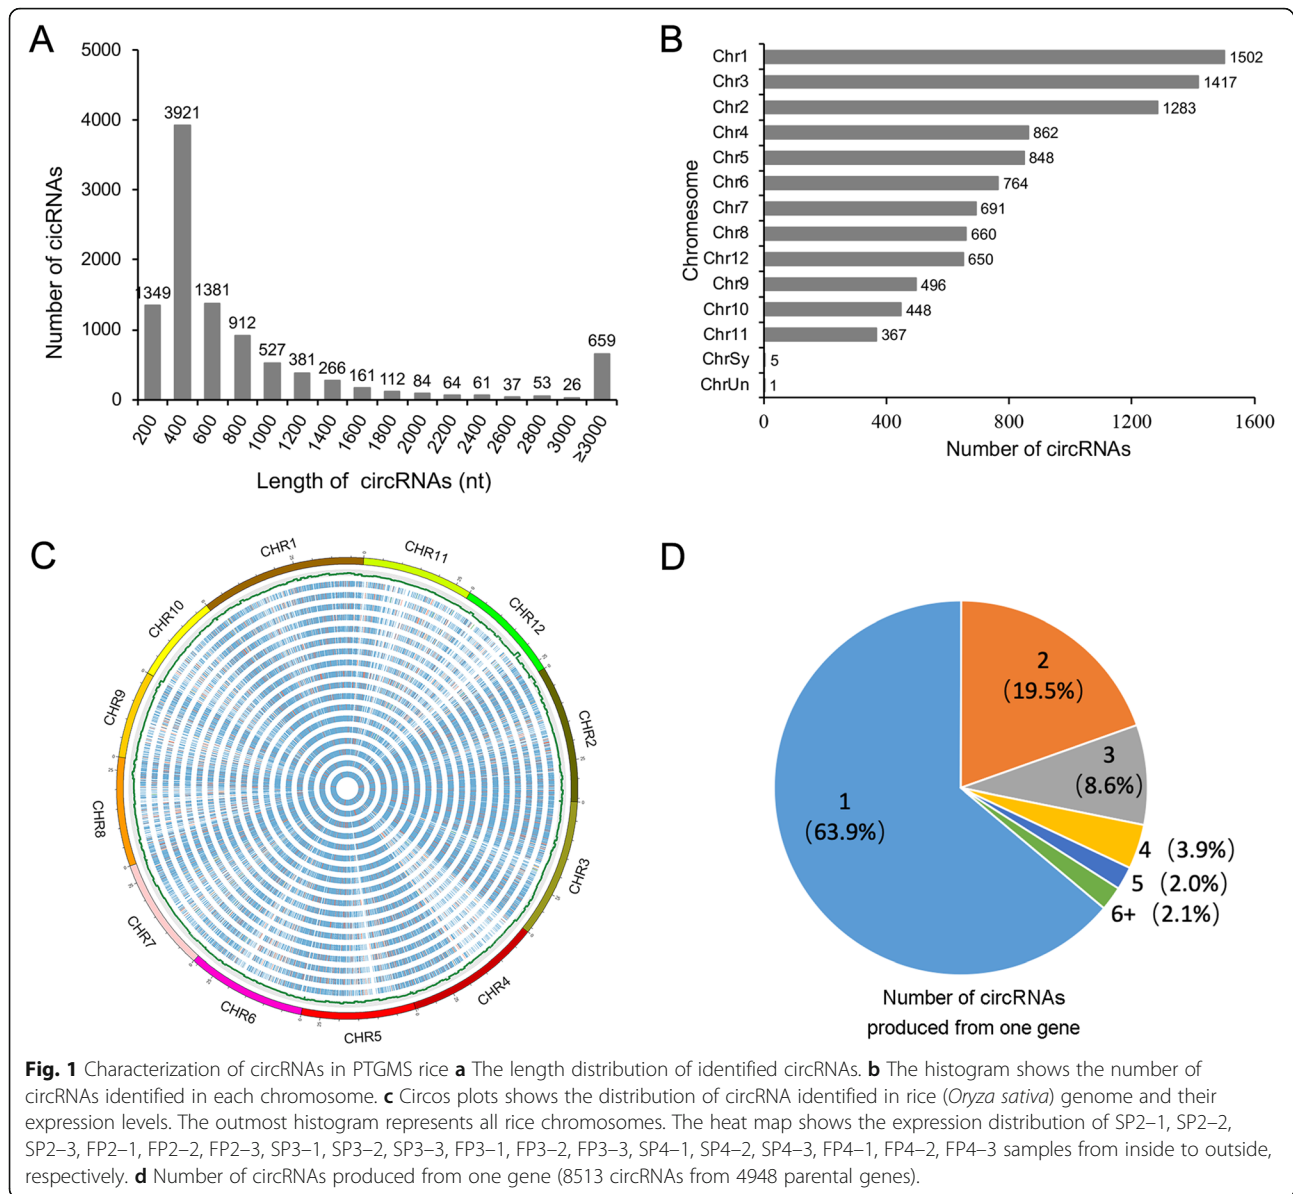 A
5000
4000
3000
2000
1000
0
Number of cicRNAs
1349
3921
1381
912
527
381
266
161
112
84
64
61
37
53
26
659
200
400
600
800
1000
1200
1400
1600
1800
2000
2200
2400
2600
2800
3000
≥3000
Length of circRNAs (nt)
B
Chromesome
Chr1 1502
Chr3 1417
Chr2 1283
Chr4 862
Chr5 848
Chr6 764
Chr7 691
Chr8 660
Chr12 650
Chr9 496
Chr10 448
Chr11 367
ChrSy 5
ChrUn 1
0 400 800 1200 1600
Number of circRNAs
C
CHR1
CHR11
CHR12
CHR2
CHR3
CHR4
CHR5
CHR6
CHR7
CHR8
CHR9
CHR10
D
2
(19.5%)
3
(8.6%)
1
(63.9%)
4 (3.9%)
5 (2.0%)
6+ (2.1%)
Number of circRNAs
produced from one gene
Fig. 1 Characterization of circRNAs in PTGMS rice a The length distribution of identified circRNAs. b The histogram shows the number of
circRNAs identified in each chromosome. c Circos plots shows the distribution of circRNA identified in rice (Oryza sativa) genome and their
expression levels. The outmost histogram represents all rice chromosomes. The heat map shows the expression distribution of SP2–1, SP2–2,
SP2–3, FP2–1, FP2–2, FP2–3, SP3–1, SP3–2, SP3–3, FP3–1, FP3–2, FP3–3, SP4–1, SP4–2, SP4–3, FP4–1, FP4–2, FP4–3 samples from inside to outside,
respectively. d Number of circRNAs produced from one gene (8513 circRNAs from 4948 parental genes).